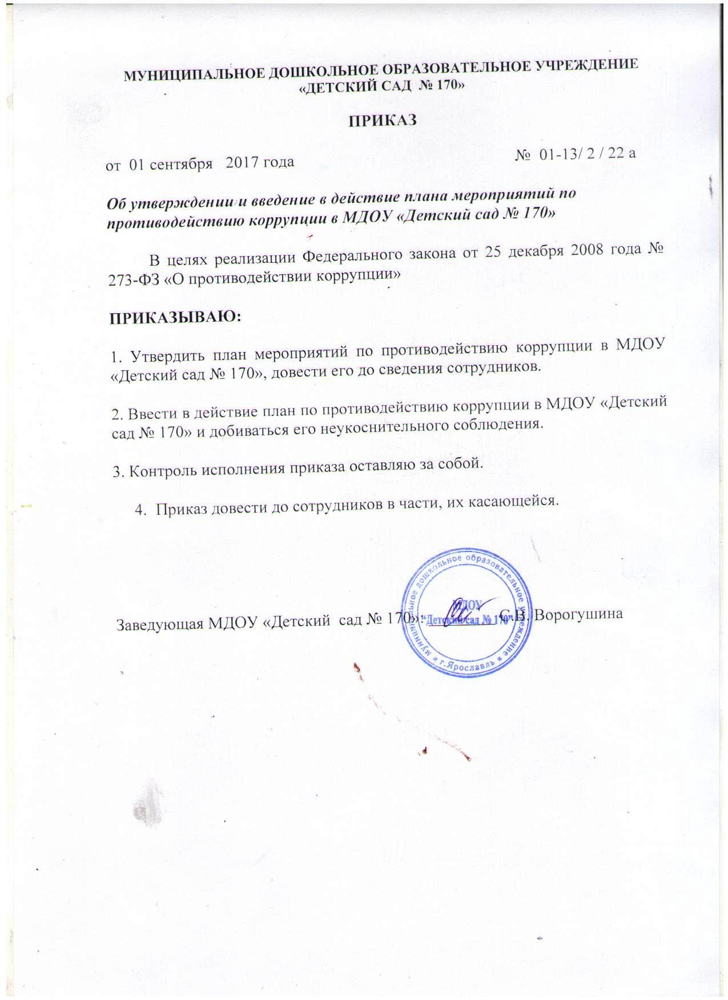 МУНИЦИПАЛЬНОЕ ДОШКОЛЬНОЕ ОБРАЗОВАТЕЛЬНОЕ УЧРЕЖДЕНИЕ
«ДЕТСКИЙ САД № 170»
ПРИКАЗ
от 01 сентября 2017 года № 01-13/ 2 / 22 а
Об утверждении и введение в действие плана мероприятий по
противодействию коррупции в МДОУ «Детский сад № 170»
В целях реализации Федерального закона от 25 декабря 2008 года №
273-ФЗ «О противодействии коррупции»
ПРИКАЗЫВАЮ:
1. Утвердить план мероприятий по противодействию коррупции в МДОУ
«Детский сад № 170», довести его до сведения сотрудников.
2. Ввести в действие план по противодействию коррупции в МДОУ «Детский
сад № 170» и добиваться его неукоснительного соблюдения.
3. Контроль исполнения приказа оставляю за собой.
4. Приказ довести до сотрудников в части, их касающейся.
Заведующая МДОУ «Детский сад № 170»: ________ С.В. Ворогушина
муниципальное дошкольное образовательное учреждение * г.Ярославль *
МДОУ
"Детский сад № 170"